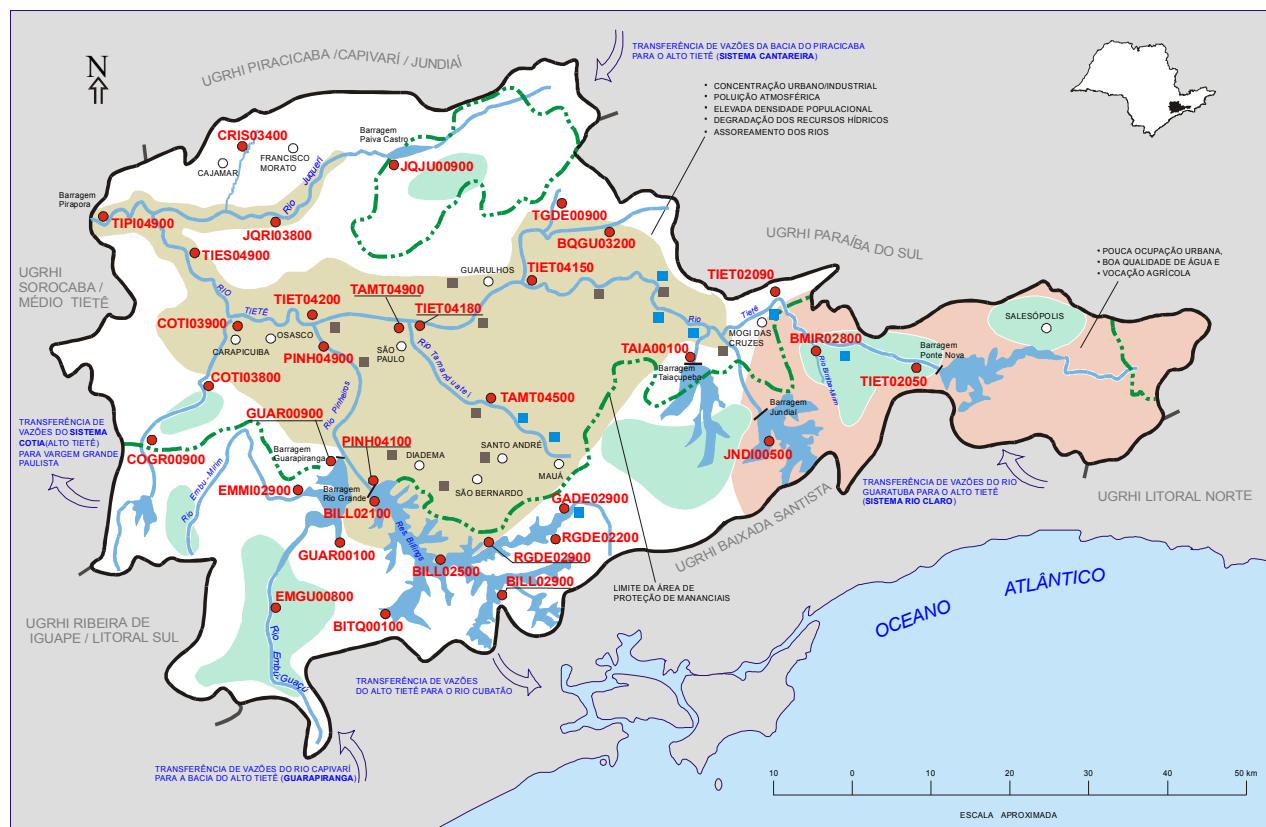 TRANSFERÊNCIA DE VAZÕES DA BACIA DO PIRACICABA
PARA O ALTO TIETÊ (SISTEMA CANTAREIRA)
UGRHI PIRACICABA /CAPIVARÍ / JUNDIAÍ
N
• CONCENTRAÇÃO URBANO/INDUSTRIAL
• POLUIÇÃO ATMOSFÉRICA
• ELEVADA DENSIDADE POPULACIONAL
• DEGRADAÇÃO DOS RECURSOS HÍDRICOS
• ASSOREAMENTO DOS RIOS
CRIS03400
FRANCISCO
MORATO
CAJAMAR
Barragem
Paiva Castro
JQJU00900
Rio Juqueri
Barragem
Pirapora
TIPI04900
JQRI03800
TGDE00900
BQGU03200
UGRHI PARAÍBA DO SUL
• POUCA OCUPAÇÃO URBANA,
BOA QUALIDADE DE ÁGUA E
• VOCAÇÃO AGRÍCOLA
TIES04900
UGRHI
SOROCABA /
MÉDIO TIETÊ
GUARULHOS
TIET04150
TIET02090
RIO
TIETÊ
TIET04200
TAMT04900
TIET04180
Rio
Tietê
SALESÓPOLIS
COTI03900
CARAPICUIBA
OSASCO
SÃO
PAULO
PINH04900
MOGI DAS
CRUZES
BMIR02800
Barragem
Ponte Nova
TAIA00100
Barragem
Taiaçupeba
TIET02050
Rio Biritiba-Mirim
Rio Tamanduateí
COTI03800
TAMT04500
Barragem
Jundiaí
Rio Pinheiros
GUAR00900
TRANSFERÊNCIA DE
VAZÕES DO SISTEMA
COTIA(ALTO TIETÊ)
PARA VARGEM GRANDE
PAULISTA
COGR00900
PINH04100
Barragem
Guarapiranga
DIADEMA
SANTO ANDRÉ
MAUÁ
SÃO BERNARDO
JNDI00500
Rio Embu-Mirim
EMMI02900
Barragem
Rio Grande
BILL02100
GADE02900
TRANSFERÊNCIA DE VAZÕES DO RIO
GUARATUBA PARA O ALTO TIETÊ
(SISTEMA RIO CLARO)
UGRHI LITORAL NORTE
UGRHI BAIXADA SANTISTA
Res. Billings
GUAR00100
RGDE02200
RGDE02900
BILL02500
BILL02900
LIMITE DA ÁREA DE
PROTEÇÃO DE MANANCIAIS
OCEANO ATLÂNTICO
EMGU00800
BITQ00100
UGRHI RIBEIRA DE
IGUAPE / LITORAL SUL
Rio Embu-Guaçú
TRANSFERÊNCIA DE VAZÕES
DO ALTO TIETÊ PARA O RIO CUBATÃO
TRANSFERÊNCIA DE VAZÕES DO RIO CAPIVARÍ
PARA A BACIA DO ALTO TIETÊ (GUARAPIRANGA)
10 0 10 20 30 40 50 km
ESCALA APROXIMADA